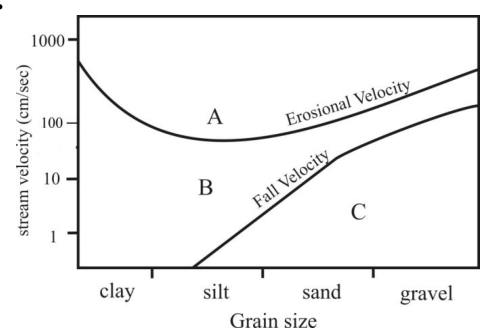 1000
100
10
1
stream velocity (cm/sec)
A
B
C
Erosional Velocity
Fall Velocity
clay silt sand gravel
Grain size